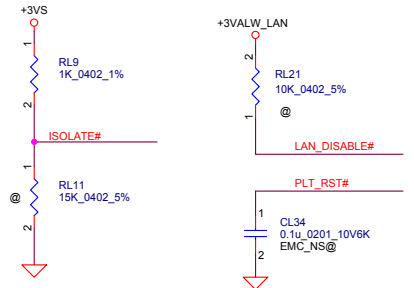 +3VS
1
RL9
1K_0402_1%
2
ISOLATE#
1
@
RL11
15K_0402_5%
2
+3VALW_LAN
2
RL21
10K_0402_5%
1
@
LAN_DISABLE#
PLT_RST#
1
CL34
0.1u_0201_10V6K
EMC_NS@
2